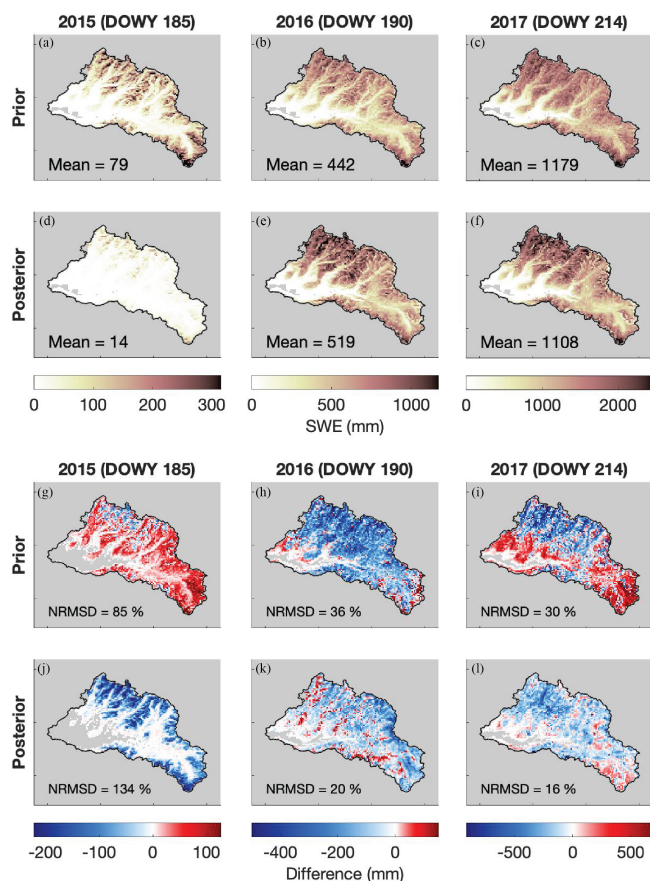 2015 (DOWY 185) 2016 (DOWY 190) 2017 (DOWY 214)
(a) (b) (c)
Prior
Mean = 79 Mean = 442 Mean = 1179
(d) (e) (f)
Posterior
Mean = 14 Mean = 519 Mean = 1108
0 100 200 300 0 500 1000 0 1000 2000
SWE (mm)
2015 (DOWY 185) 2016 (DOWY 190) 2017 (DOWY 214)
(g) (h) (i)
Prior
NRMSD = 85 % NRMSD = 36 % NRMSD = 30 %
(j) (k) (l)
Posterior
NRMSD = 134 % NRMSD = 20 % NRMSD = 16 %
-200 -100 0 100 -400 -200 0 -500 0 500
Difference (mm)